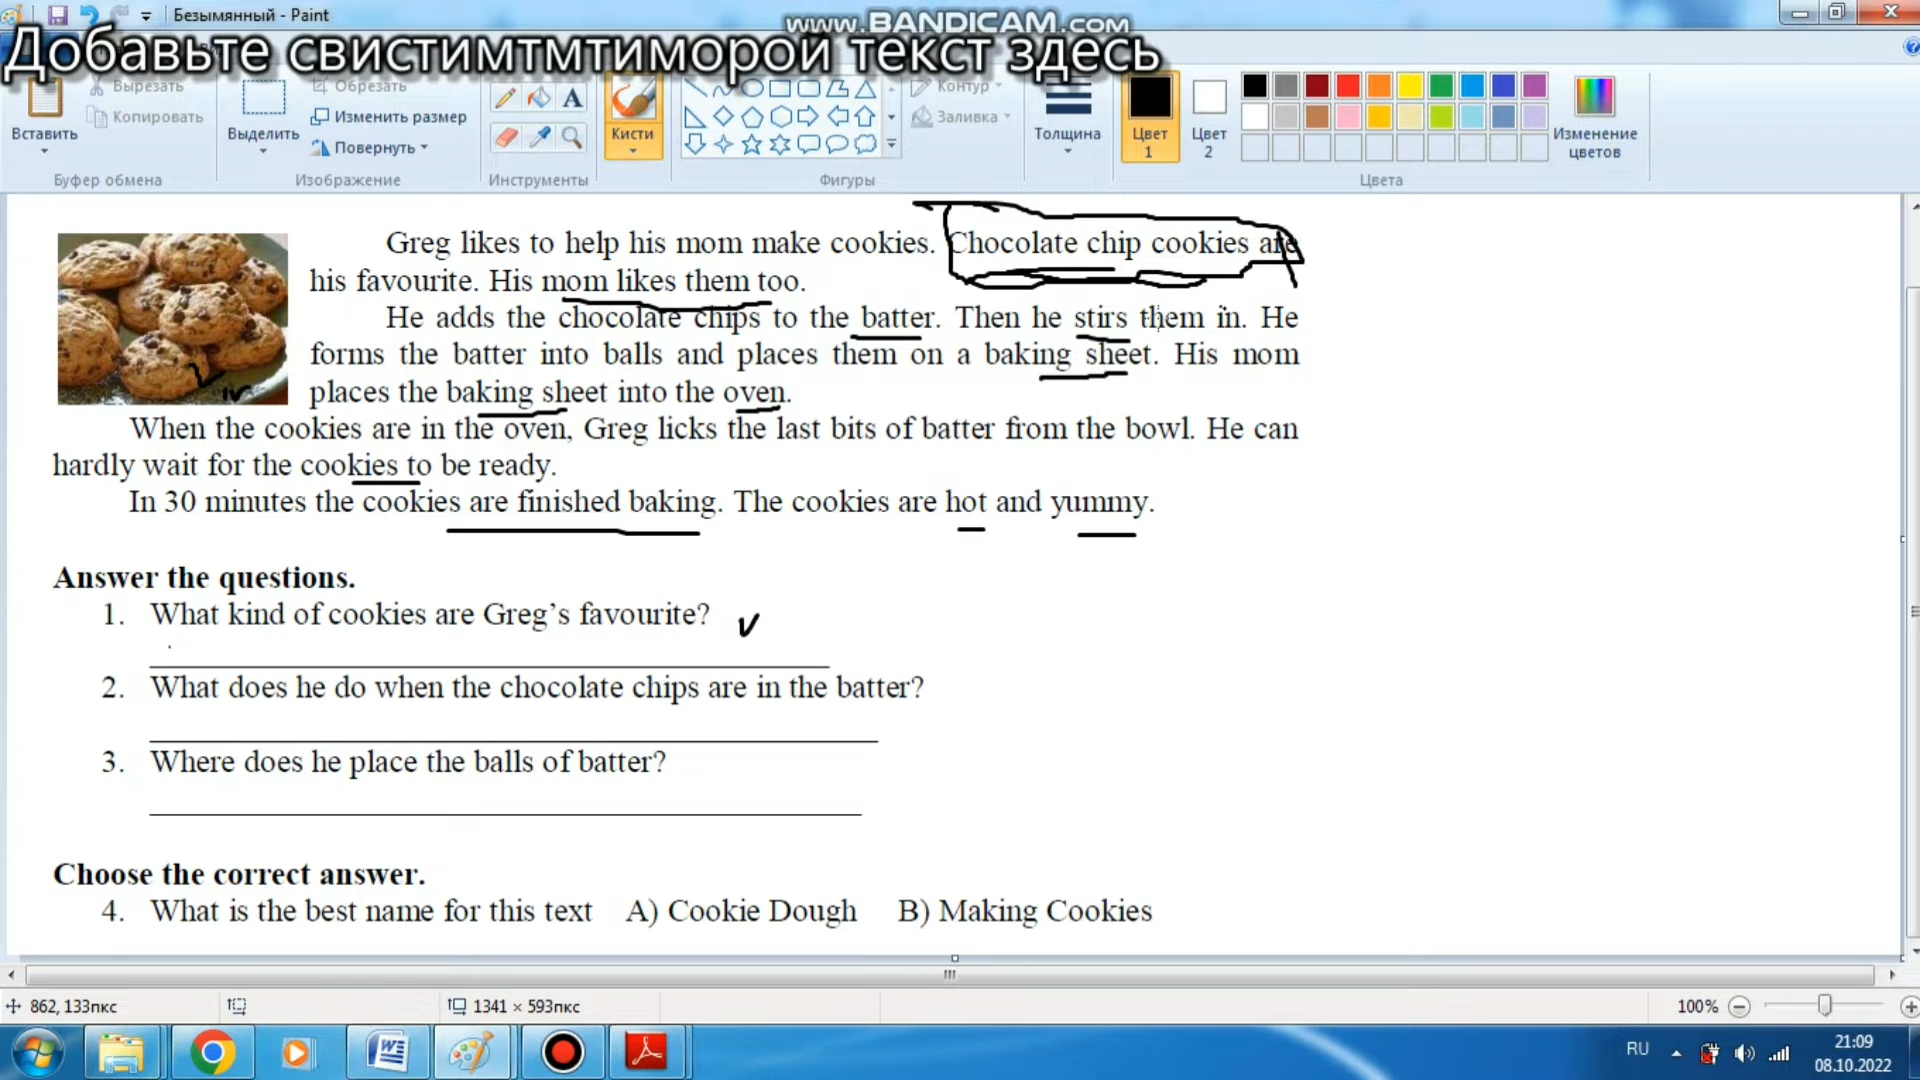 Безымянный - Paint
www.BANDICAM.com
Добавьте свистимтмтиморой текст здесь
Вставить
Вырезать
Копировать
Буфер обмена
Выделить
Обрезать
Изменить размер
Повернуть
Изображение
A
Инструменты
Кисти
Фигуры
Контур
Заливка
Толщина
Цвет 1
Цвет 2
Изменение цветов
Цвета
Greg likes to help his mom make cookies. Chocolate chip cookies are
his favourite. His mom likes them too.
He adds the chocolate chips to the batter. Then he stirs them in. He
forms the batter into balls and places them on a baking sheet. His mom
places the baking sheet into the oven.
When the cookies are in the oven, Greg licks the last bits of batter from the bowl. He can
hardly wait for the cookies to be ready.
In 30 minutes the cookies are finished baking. The cookies are hot and yummy.
Answer the questions.
1. What kind of cookies are Greg’s favourite?
2. What does he do when the chocolate chips are in the batter?
3. Where does he place the balls of batter?
Choose the correct answer.
4. What is the best name for this text A) Cookie Dough B) Making Cookies
862, 133пкс
1341 × 593пкс
100%
RU
21:09
08.10.2022